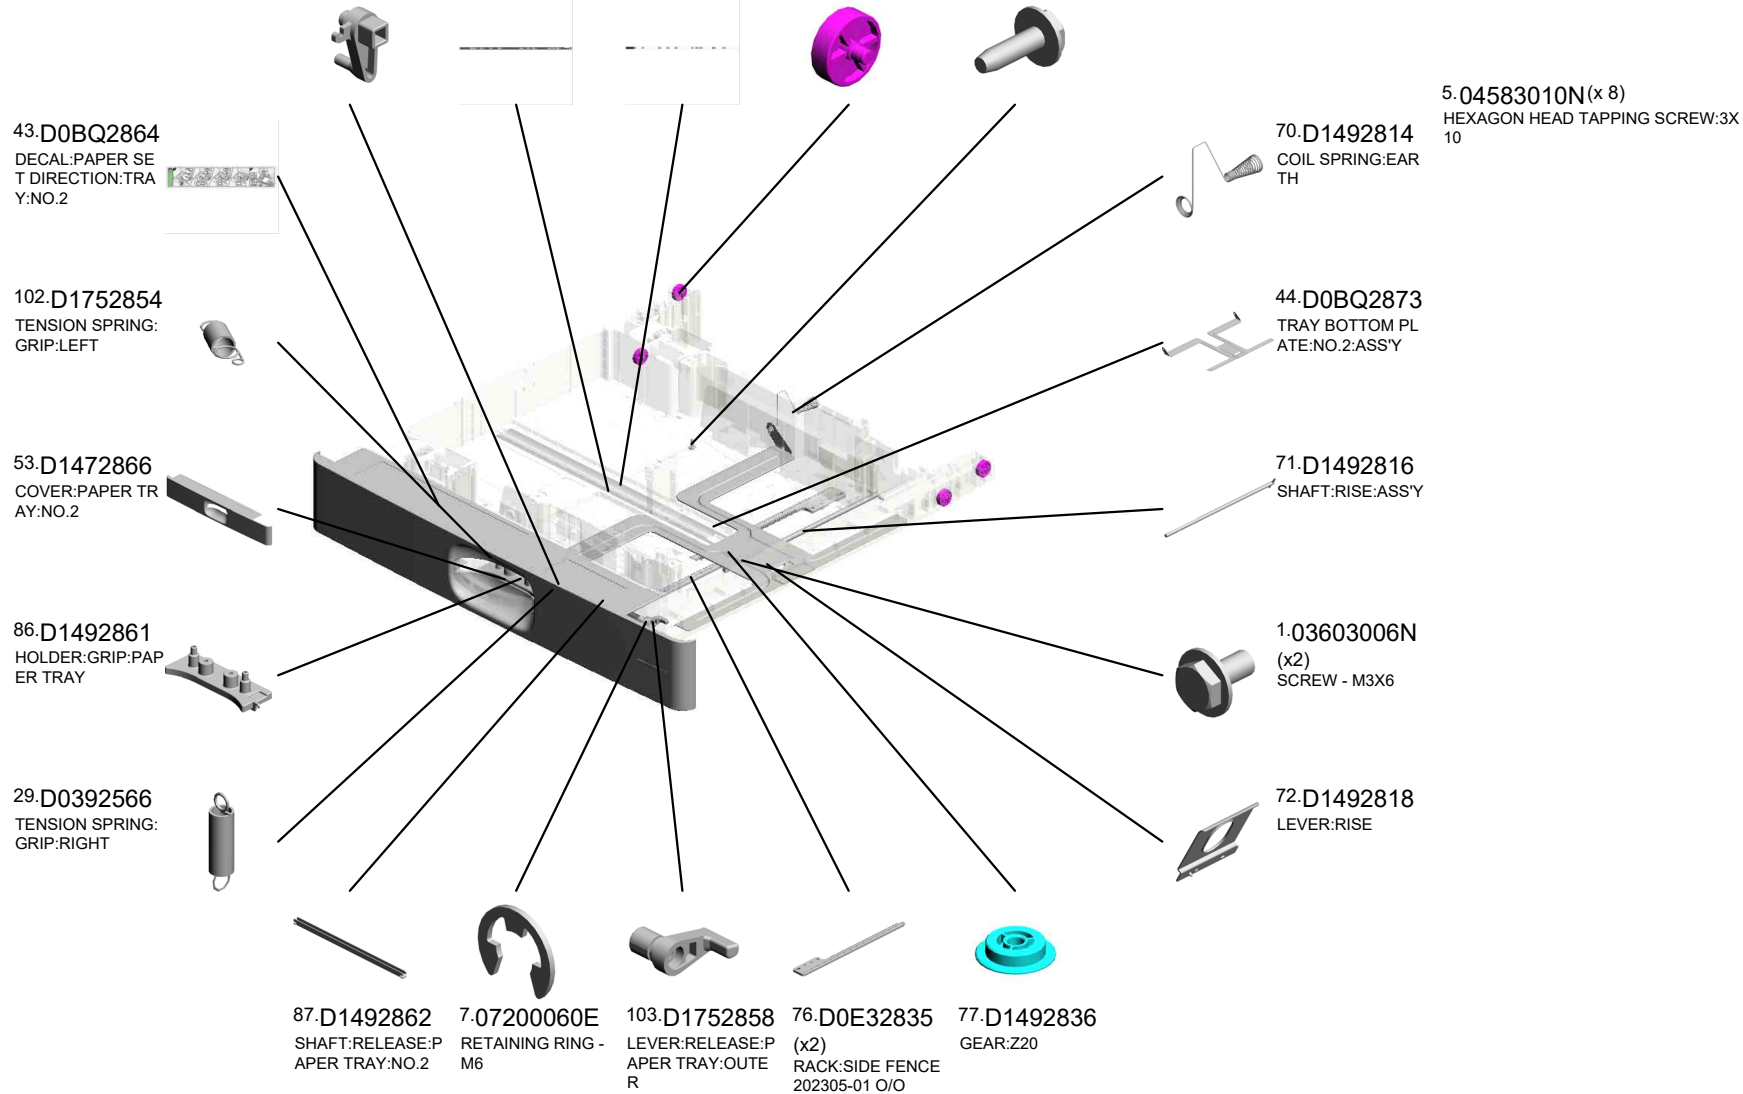 43.D0BQ2864
DECAL:PAPER SE
T DIRECTION:TRA
Y:NO.2
102.D1752854
TENSION SPRING:
GRIP:LEFT
53.D1472866
COVER:PAPER TR
AY:NO.2
86.D1492861
HOLDER:GRIP:PAP
ER TRAY
29.D0392566
TENSION SPRING:
GRIP:RIGHT
5.04583010N(x 8)
HEXAGON HEAD TAPPING SCREW:3X
10
70.D1492814
COIL SPRING:EAR
TH
44.D0BQ2873
TRAY BOTTOM PL
ATE:NO.2:ASS'Y
71.D1492816
SHAFT:RISE:ASS'Y
1.03603006N
(x2)
SCREW - M3X6
72.D1492818
LEVER:RISE
87.D1492862
SHAFT:RELEASE:P
APER TRAY:NO.2
7.07200060E
RETAINING RING -
M6
103.D1752858
LEVER:RELEASE:P
APER TRAY:OUTE
R
76.D0E32835
(x2)
RACK:SIDE FENCE
202305-01 O/O
77.D1492836
GEAR:Z20